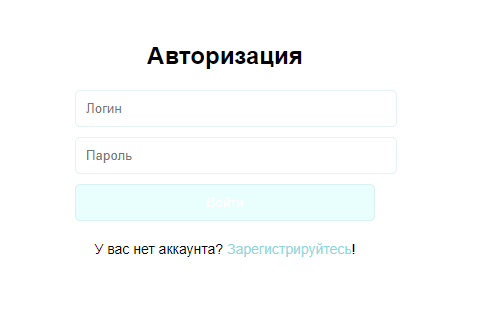 Авторизация
Логин
Пароль
Войти
У вас нет аккаунта? Зарегистрируйтесь!